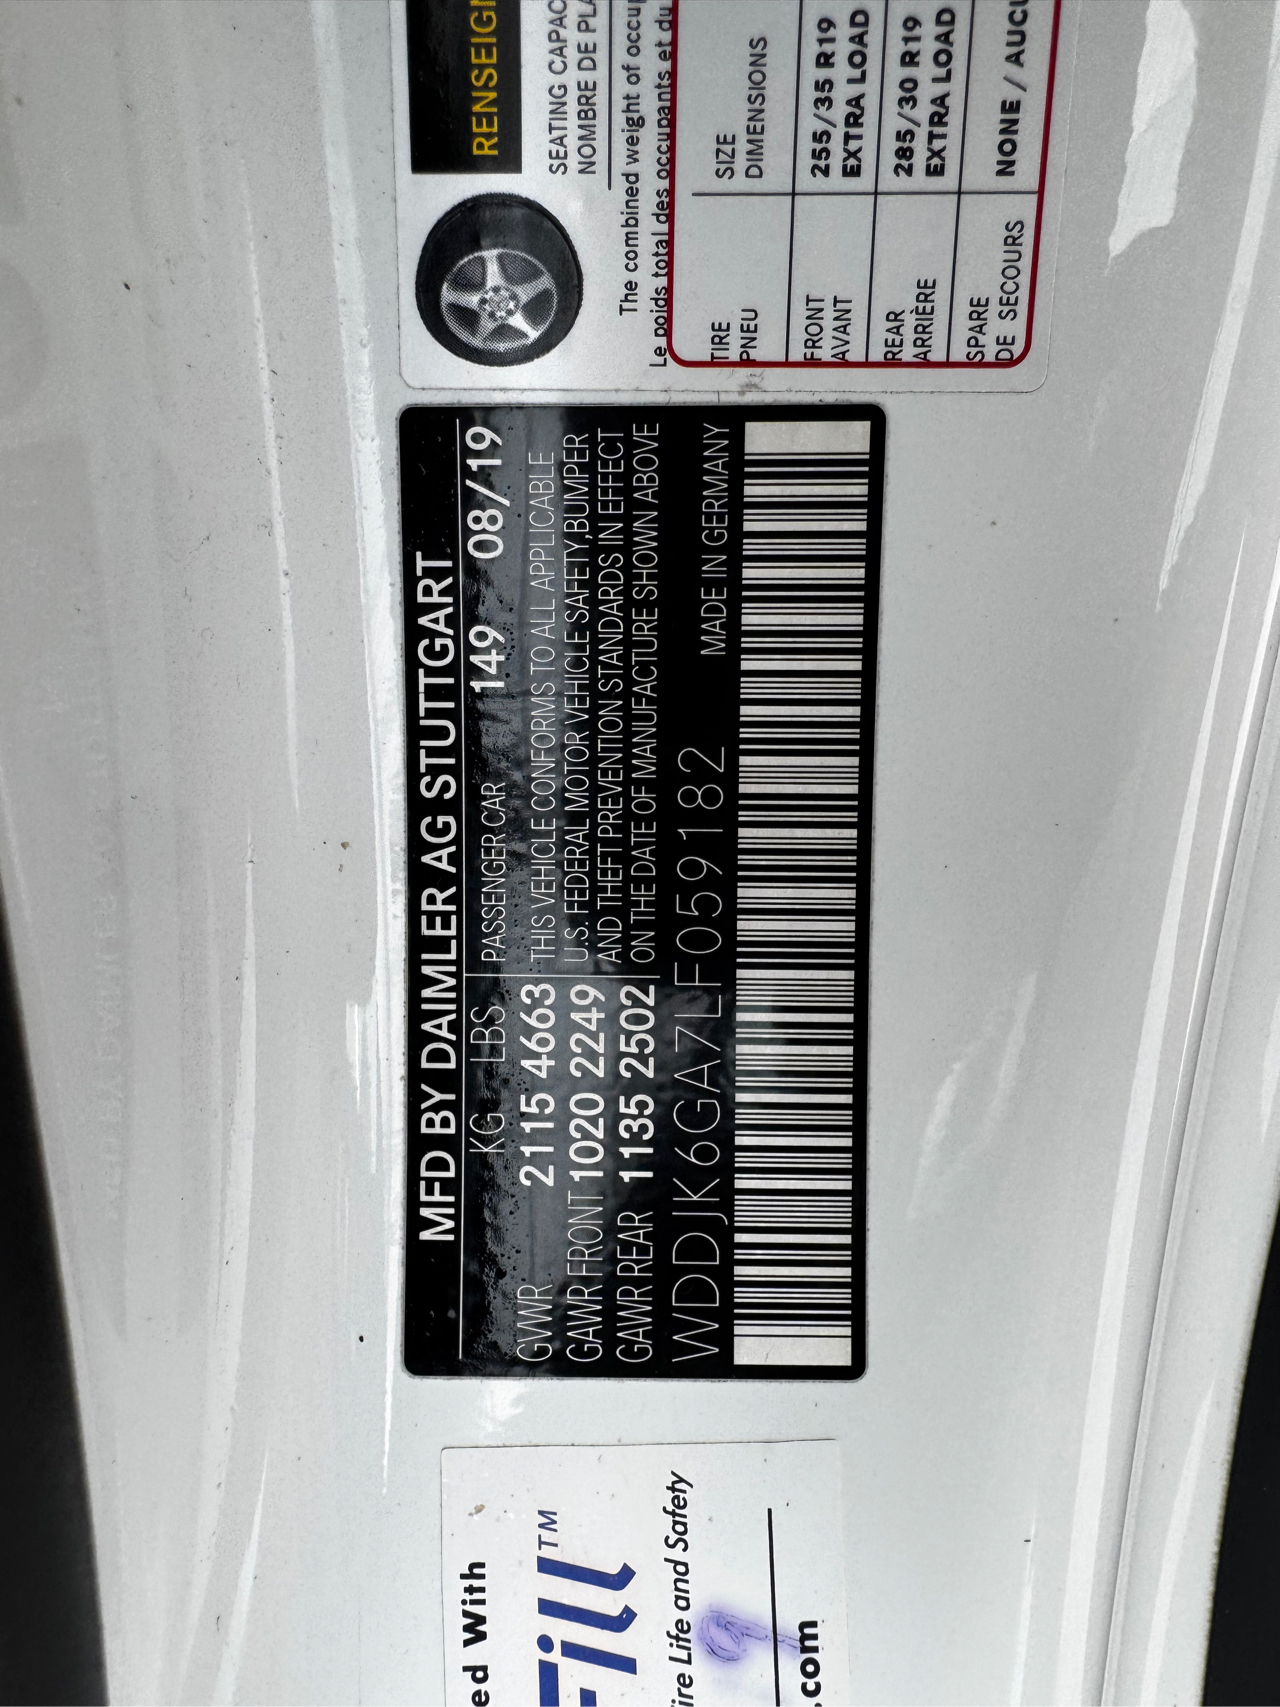 MFD BY DAIMLER AG STUTTGART
KG LBS PASSENGER CAR 149 08/19
GVWR 2115 4663 THIS VEHICLE CONFORMS TO ALL APPLICABLE
GAWR FRONT 1020 2249 U.S. FEDERAL MOTOR VEHICLE SAFETY,BUMPER
GAWR REAR 1135 2502 AND THEFT PREVENTION STANDARDS IN EFFECT
ON THE DATE OF MANUFACTURE SHOWN ABOVE
WDDJK6GA7LF059182 MADE IN GERMANY
RENSEIG
SEATING CAPAC
NOMBRE DE PLA
The combined weight of occup
Le poids total des occupants et du
TIRE SIZE
PNEU DIMENSIONS
FRONT 255/35 R19
AVANT EXTRA LOAD
REAR 285/30 R19
ARRIÈRE EXTRA LOAD
SPARE NONE / AUCU
DE SECOURS
ed With
Fill™
ire Life and Safety
9
.com